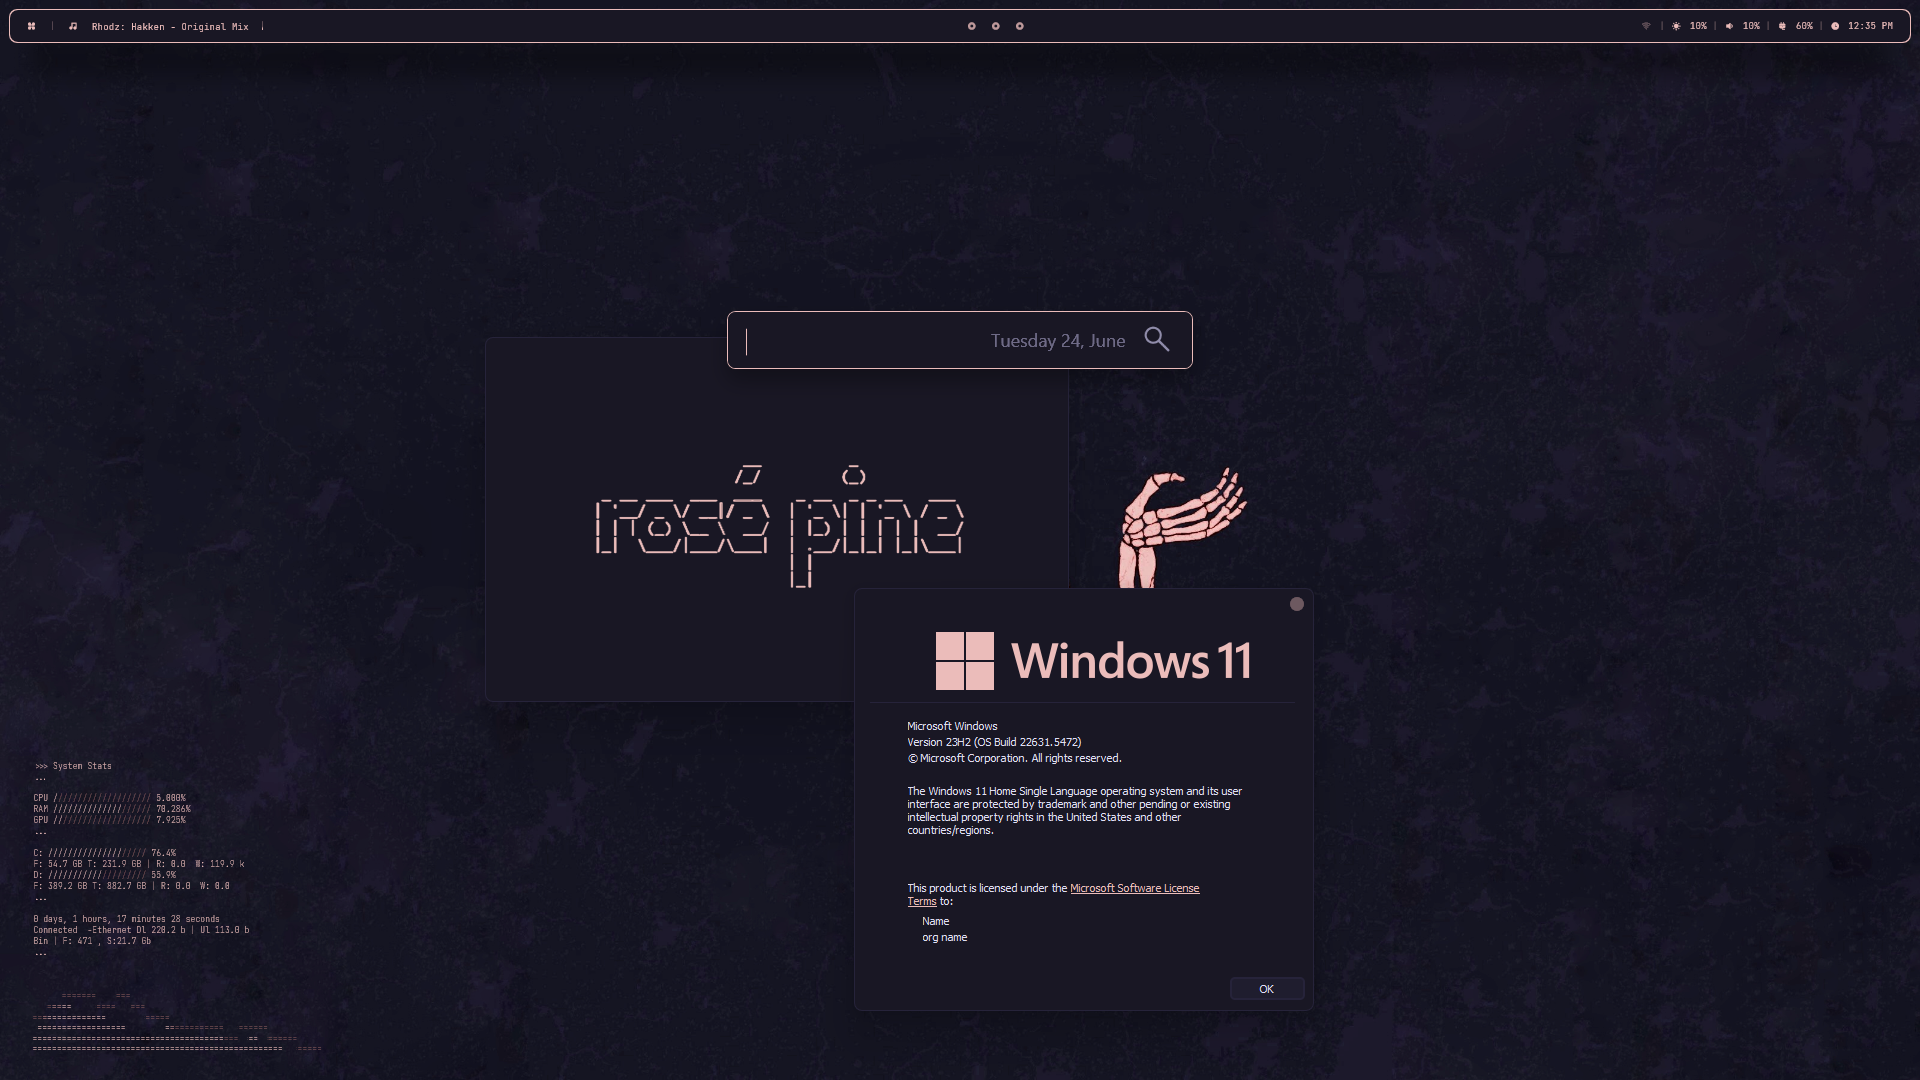 Rhodz: Hakken - Original Mix
10% | 10% | 60% | 12:35 PM
Tuesday 24, June
rosé pine
Windows 11
Microsoft Windows
Version 23H2 (OS Build 22631.5472)
© Microsoft Corporation. All rights reserved.
The Windows 11 Home Single Language operating system and its user
interface are protected by trademark and other pending or existing
intellectual property rights in the United States and other
countries/regions.
This product is licensed under the Microsoft Software License
Terms to:
Name
org name
OK
>>> System Stats
...
CPU //////////////////// 5.000%
RAM //////////////////// 70.286%
GPU //////////////////// 7.925%
...
C: //////////////////// 76.4%
F: 54.7 GB T: 231.9 GB | R: 0.0 W: 119.9 k
D: //////////////////// 55.9%
F: 389.2 GB T: 882.7 GB | R: 0.0 W: 0.0
...
0 days, 1 hours, 17 minutes 28 seconds
Connected -Ethernet Dl 220.2 b | Ul 113.0 b
Bin | F: 471 , S:21.7 Gb
...